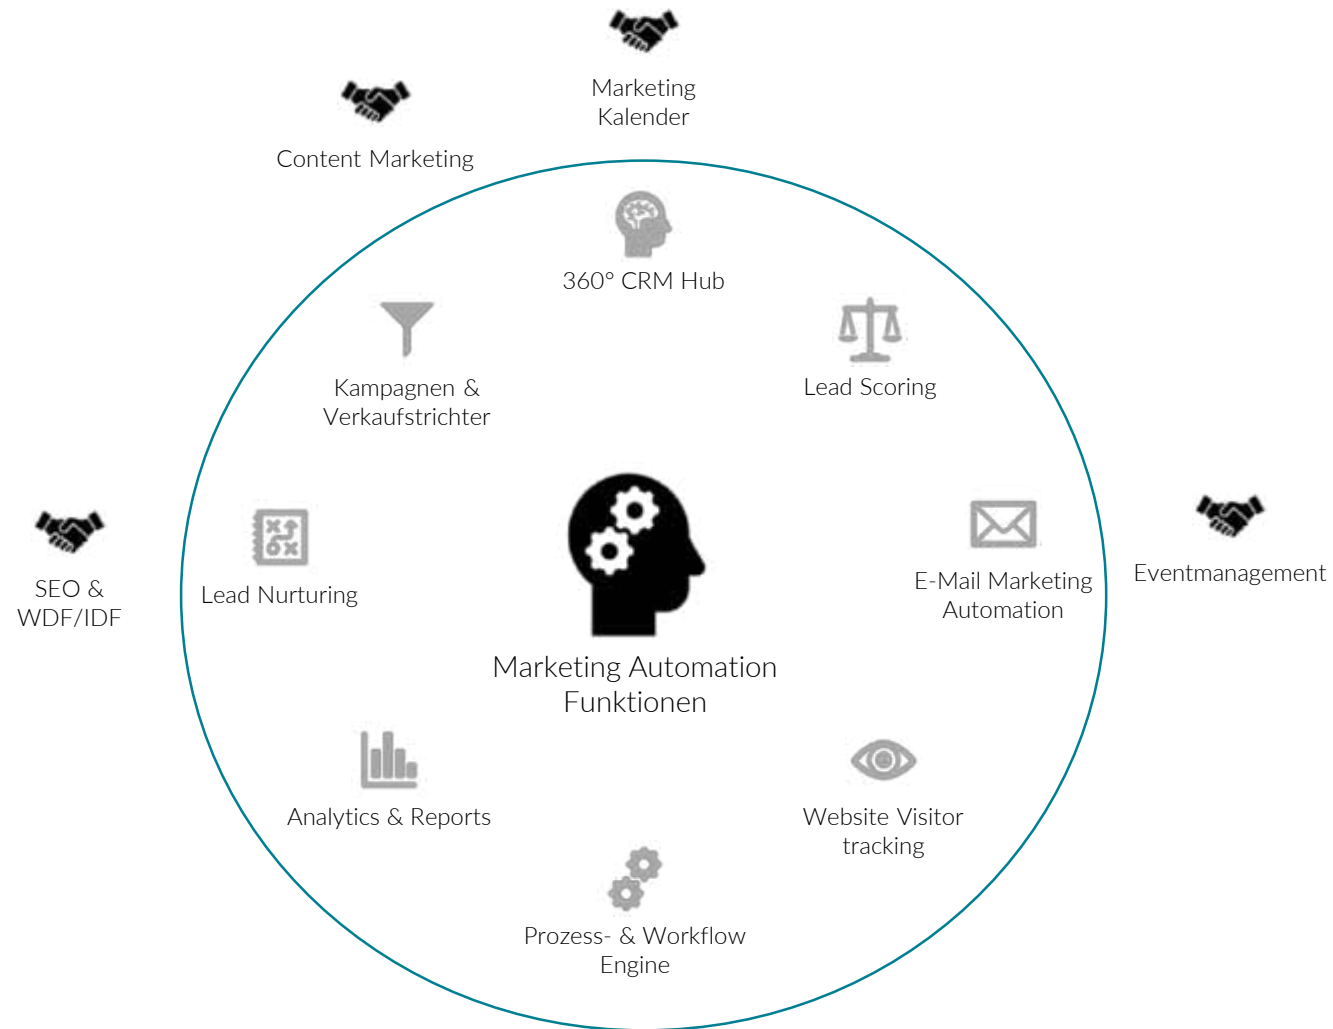 Marketing
Kalender
Content Marketing
360° CRM Hub
Kampagnen &
Verkaufstrichter
Lead Scoring
SEO &
WDF/IDF
Lead Nurturing
E-Mail Marketing
Automation
Eventmanagement
Marketing Automation
Funktionen
Analytics & Reports
Website Visitor
tracking
Prozess- & Workflow
Engine